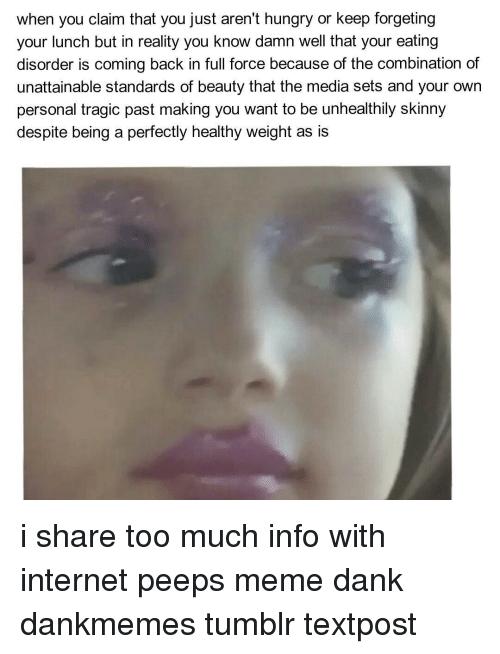 when you claim that you just aren't hungry or keep forgeting
your lunch but in reality you know damn well that your eating
disorder is coming back in full force because of the combination of
unattainable standards of beauty that the media sets and your own
personal tragic past making you want to be unhealthily skinny
despite being a perfectly healthy weight as is
i share too much info with
internet peeps meme dank
dankmemes tumblr textpost